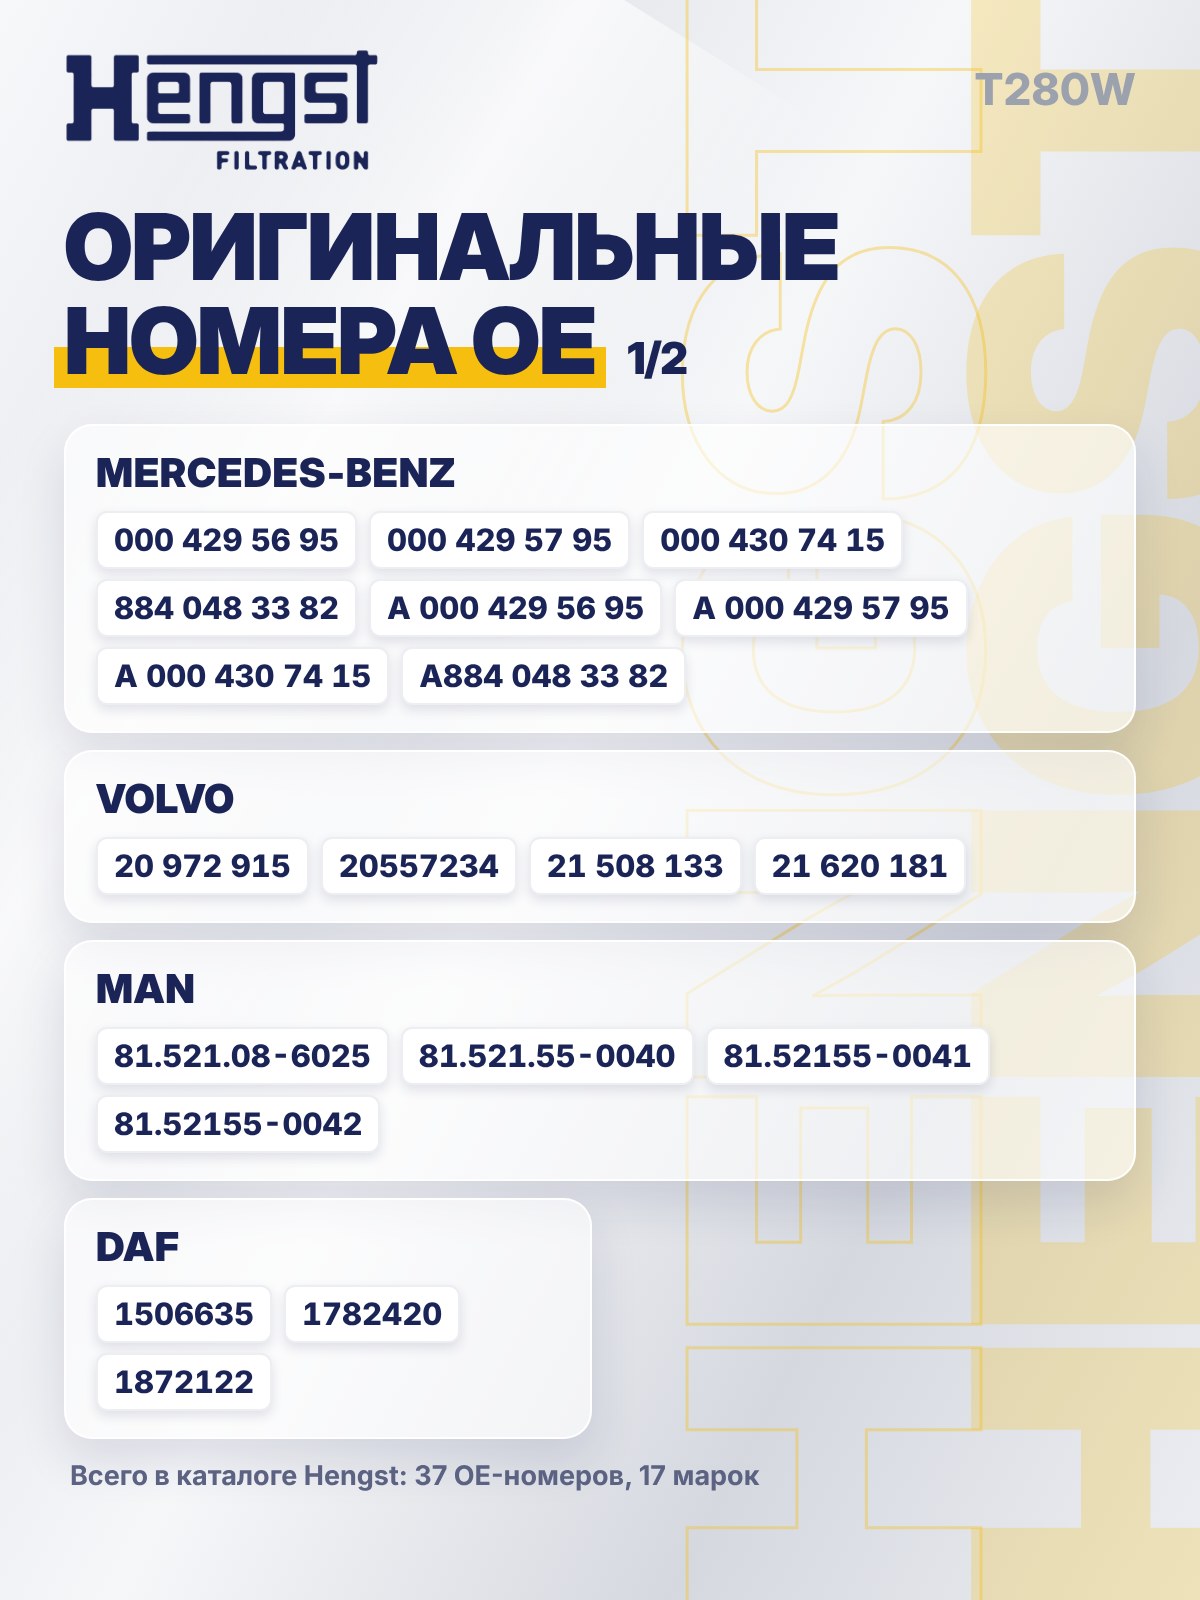 Hengst
FILTRATION
T280W
ОРИГИНАЛЬНЫЕ
НОМЕРА OE 1/2
MERCEDES-BENZ
000 429 56 95 000 429 57 95 000 430 74 15
884 048 33 82 A 000 429 56 95 A 000 429 57 95
A 000 430 74 15 A884 048 33 82
VOLVO
20 972 915 20557234 21 508 133 21 620 181
MAN
81.521.08-6025 81.521.55-0040 81.52155-0041
81.52155-0042
DAF
1506635 1782420
1872122
Всего в каталоге Hengst: 37 OE-номеров, 17 марок
HENGST
HENGST